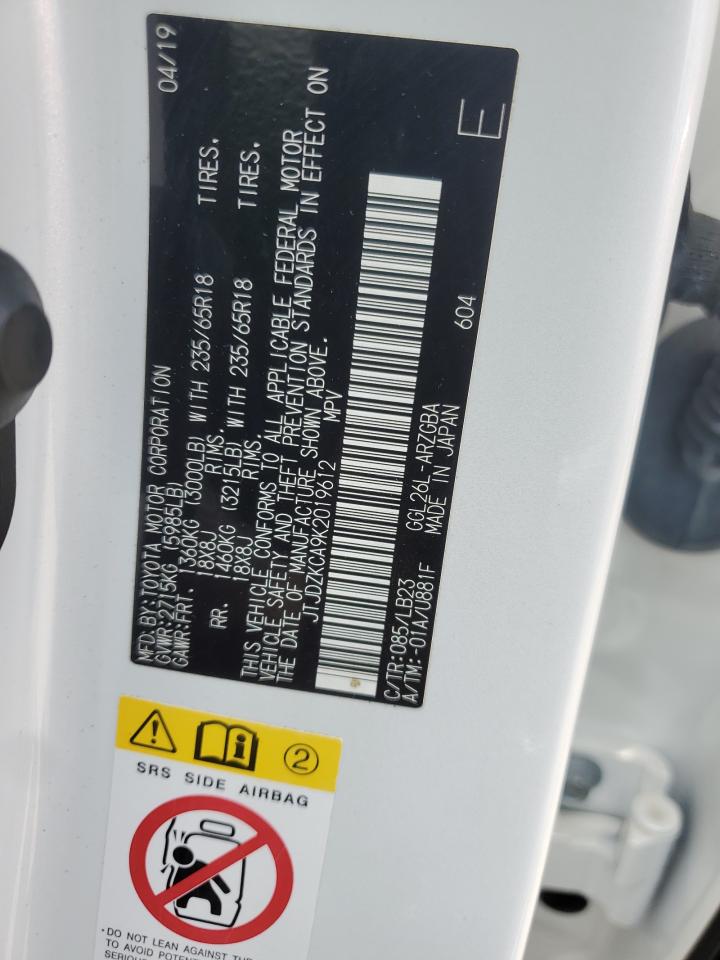 MFD.BY:TOYOTA MOTOR CORPORATION 04/19
GVWR:2715KG (5985LB)
GAWR:FRT. 1360KG (3000LB) WITH 235/65R18 TIRES,
18X8J RIMS.
RR. 1460KG (3215LB) WITH 235/65R18 TIRES,
18X8J RIMS.
THIS VEHICLE CONFORMS TO ALL APPLICABLE FEDERAL MOTOR
VEHICLE SAFETY AND THEFT PREVENTION STANDARDS IN EFFECT ON
THE DATE OF MANUFACTURE SHOWN ABOVE.
JTJDZKCA9K2019612 MPV
E
C/TR:085/LB23 GGL26L-ARZGBA 604
A/TM:-01A/U881F MADE IN JAPAN
2
SRS SIDE AIRBAG
•DO NOT LEAN AGAINST THE
TO AVOID
SERIOUS